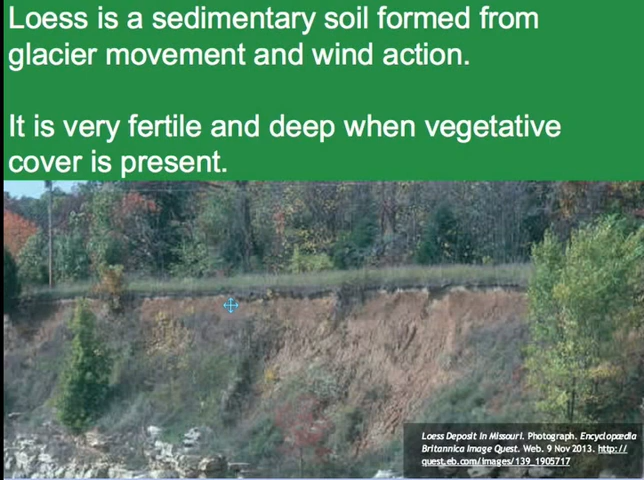 Loess is a sedimentary soil formed from
glacier movement and wind action.
It is very fertile and deep when vegetative
cover is present.
Loess Deposit In Missouri. Photograph. Encyclopædia
Britannica Image Quest. Web. 9 Nov 2013. http://
quest.eb.com/images/139_1905717